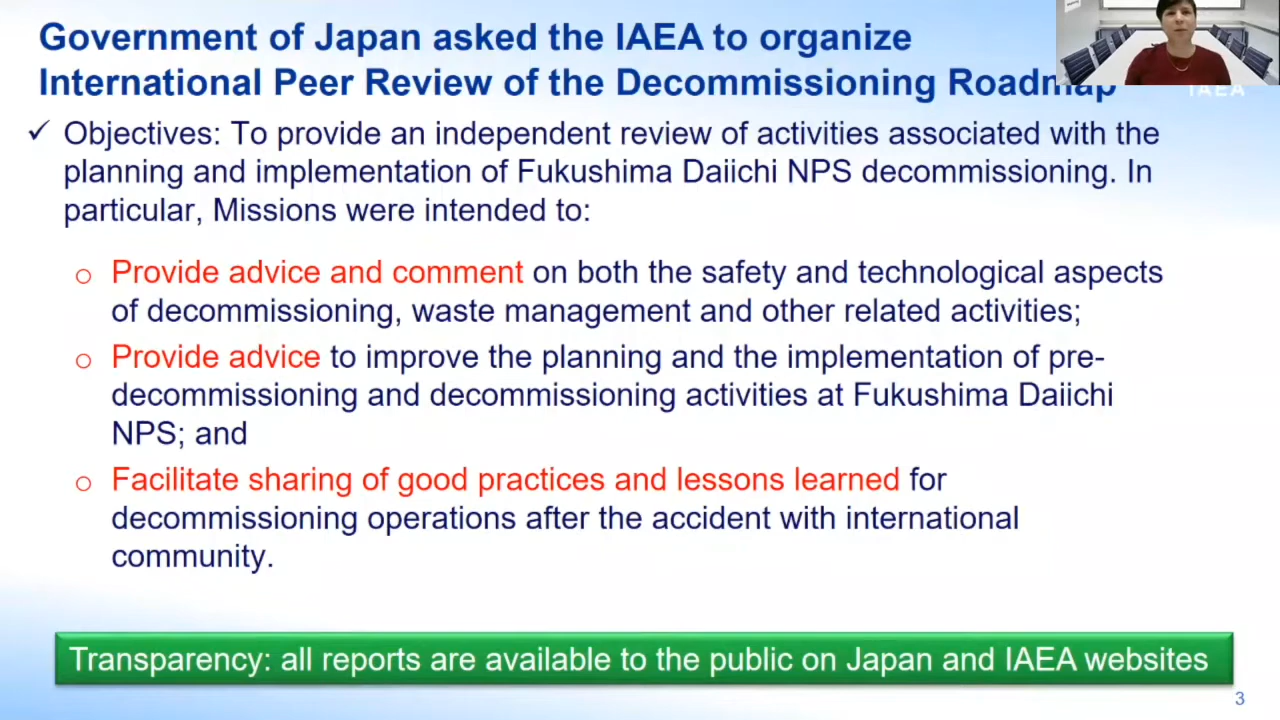 Government of Japan asked the IAEA to organize
International Peer Review of the Decommissioning Roadmap
IAEA
✓ Objectives: To provide an independent review of activities associated with the
planning and implementation of Fukushima Daiichi NPS decommissioning. In
particular, Missions were intended to:
o Provide advice and comment on both the safety and technological aspects
of decommissioning, waste management and other related activities;
o Provide advice to improve the planning and the implementation of pre-
decommissioning and decommissioning activities at Fukushima Daiichi
NPS; and
o Facilitate sharing of good practices and lessons learned for
decommissioning operations after the accident with international
community.
Transparency: all reports are available to the public on Japan and IAEA websites
3